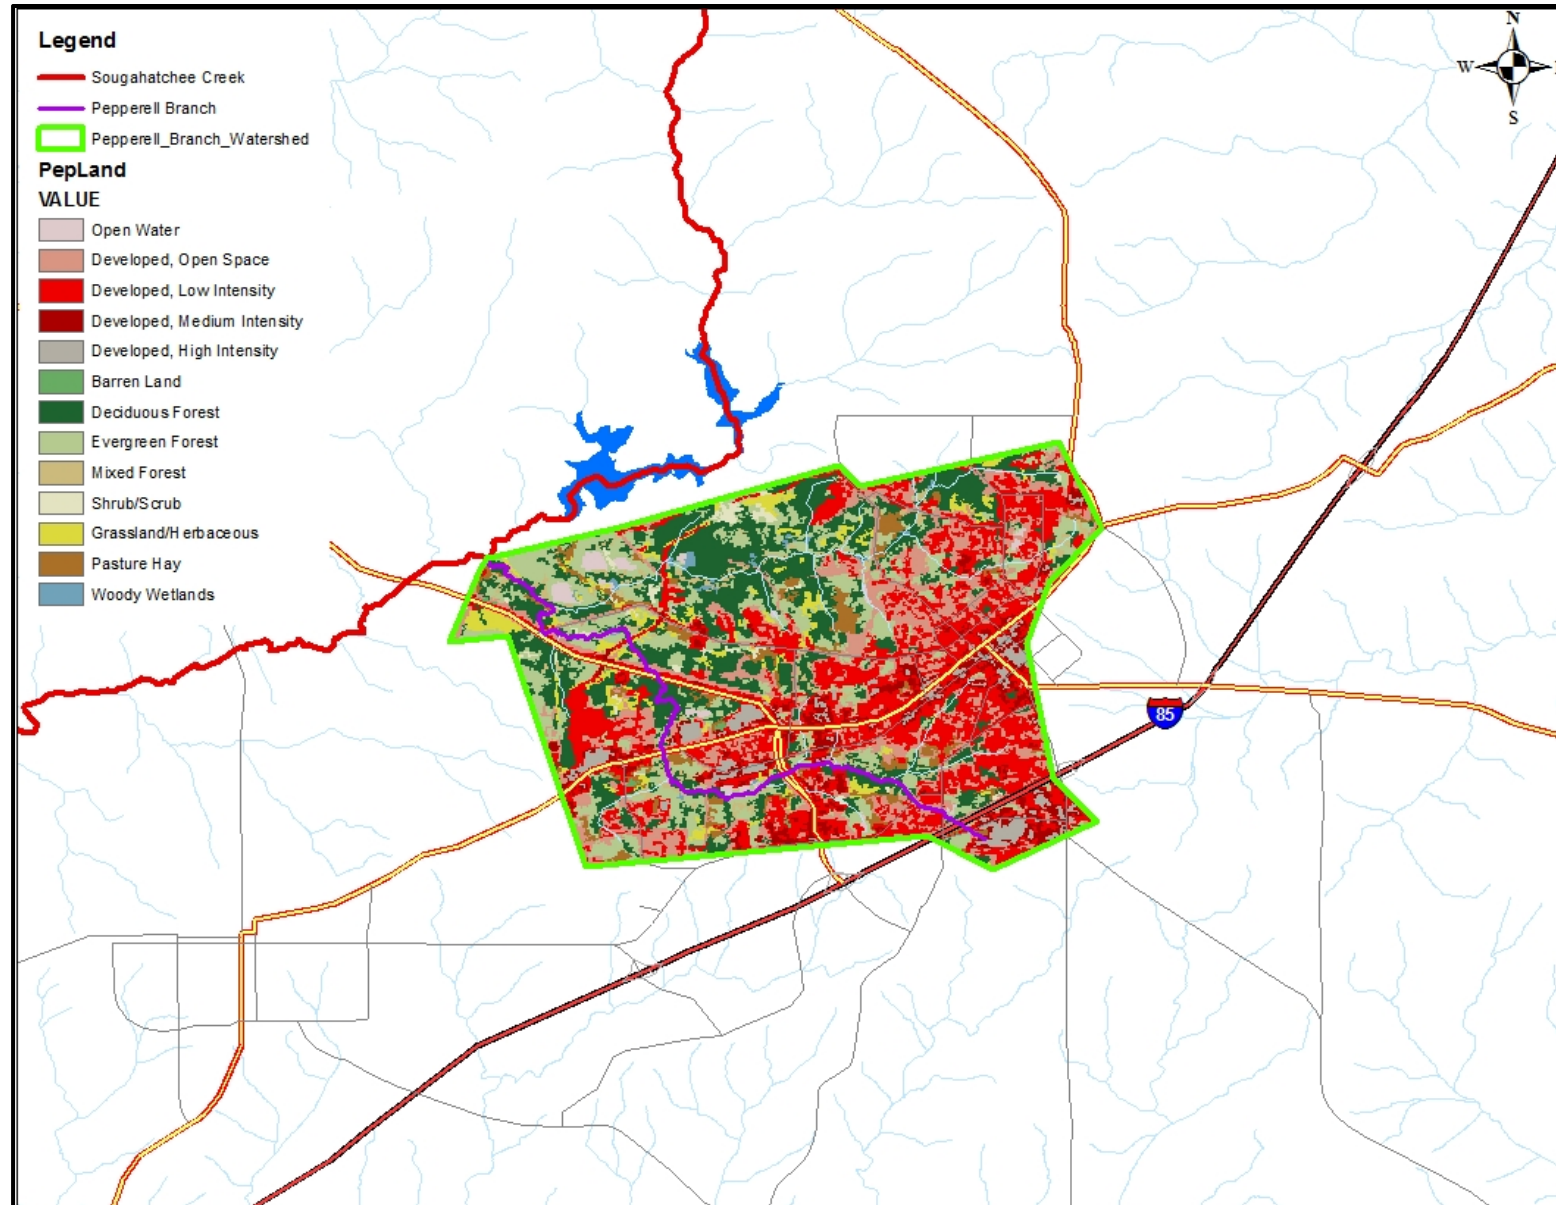 Legend
Sougahatchee Creek
Pepperell Branch
Pepperell_Branch_Watershed
PepLand
VALUE
Open Water
Developed, Open Space
Developed, Low Intensity
Developed, Medium Intensity
Developed, High Intensity
Barren Land
Deciduous Forest
Evergreen Forest
Mixed Forest
Shrub/Scrub
Grassland/Herbaceous
Pasture Hay
Woody Wetlands
N
W
S
85